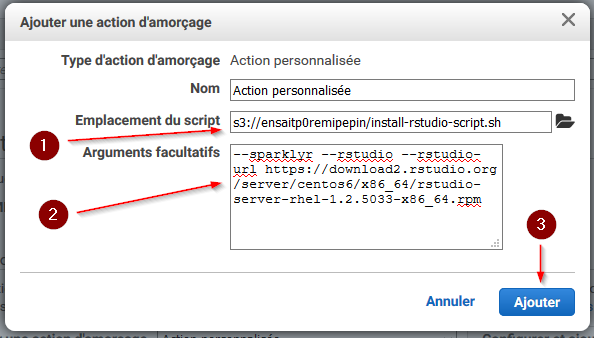 Ajouter une action d'amorçage
Type d'action d'amorçage Action personnalisée
Nom Action personnalisée
Emplacement du script s3://ensaitp0remipepin/install-rstudio-script.sh
1
Arguments facultatifs --sparklyr --rstudio --rstudio-
url https://download2.rstudio.org
/server/centos6/x86_64/rstudio-
server-rhel-1.2.5033-x86_64.rpm
2
3
Annuler Ajouter